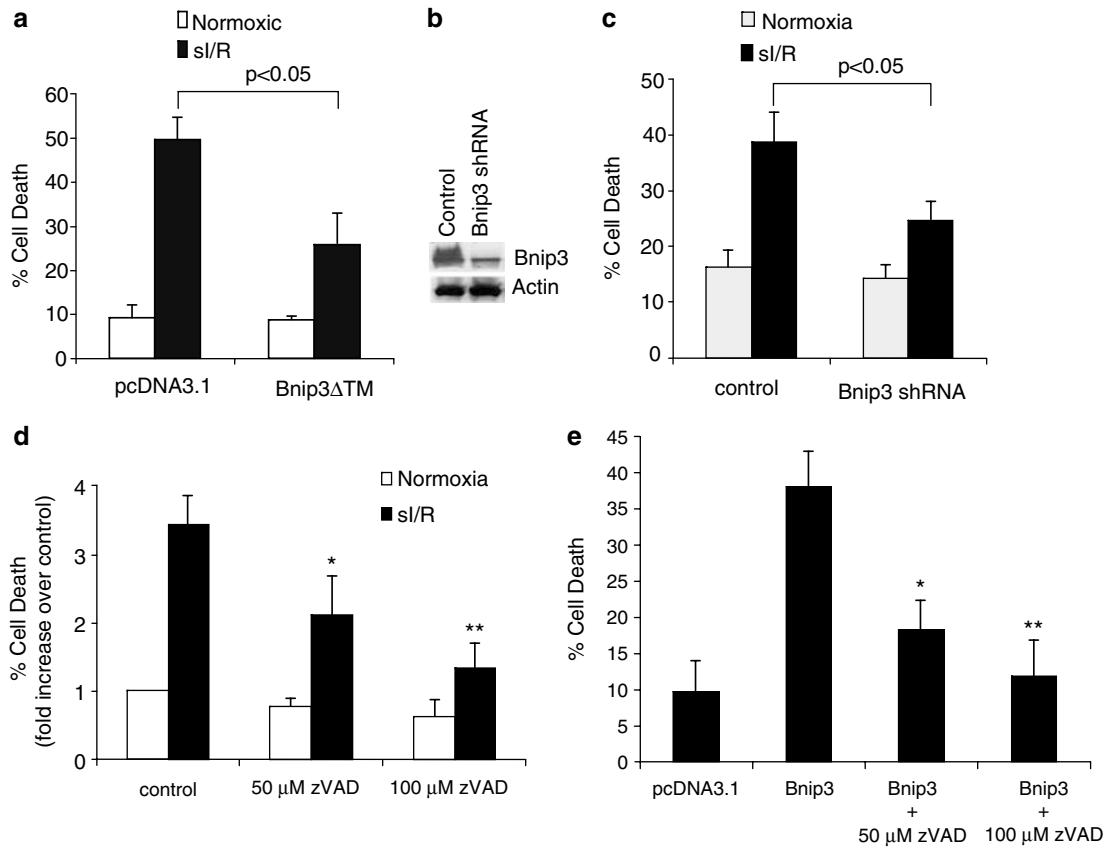 a
Normoxic
sI/R
p<0.05
% Cell Death
60
50
40
30
20
10
0
pcDNA3.1
Bnip3ΔTM
b
Control
Bnip3 shRNA
Bnip3
Actin
c
Normoxia
sI/R
p<0.05
% Cell Death
50
40
30
20
10
0
control
Bnip3 shRNA
d
Normoxia
sI/R
% Cell Death
(fold increase over control)
4
3
2
1
0
*
**
control
50 μM zVAD
100 μM zVAD
e
% Cell Death
45
40
35
30
25
20
15
10
5
0
*
**
pcDNA3.1
Bnip3
Bnip3
+
50 μM zVAD
Bnip3
+
100 μM zVAD